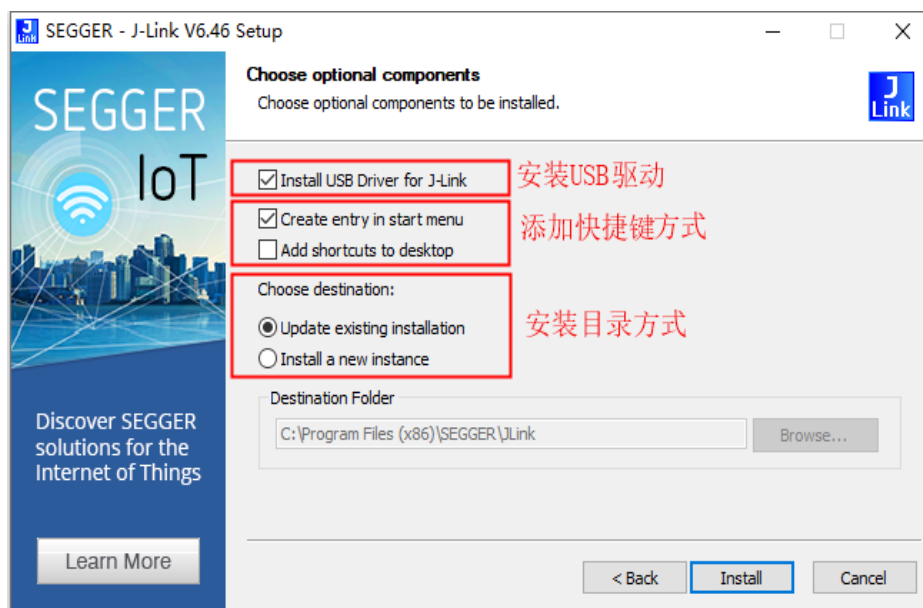 J
Link
SEGGER - J-Link V6.46 Setup
SEGGER
IoT
Discover SEGGER
solutions for the
Internet of Things
Learn More
Choose optional components
Choose optional components to be installed.
J
Link
Install USB Driver for J-Link
安装USB驱动
Create entry in start menu
Add shortcuts to desktop
添加快捷键方式
Choose destination:
Update existing installation
Install a new instance
安装目录方式
Destination Folder
C:\Program Files (x86)\SEGGER\JLink
Browse...
< Back
Install
Cancel